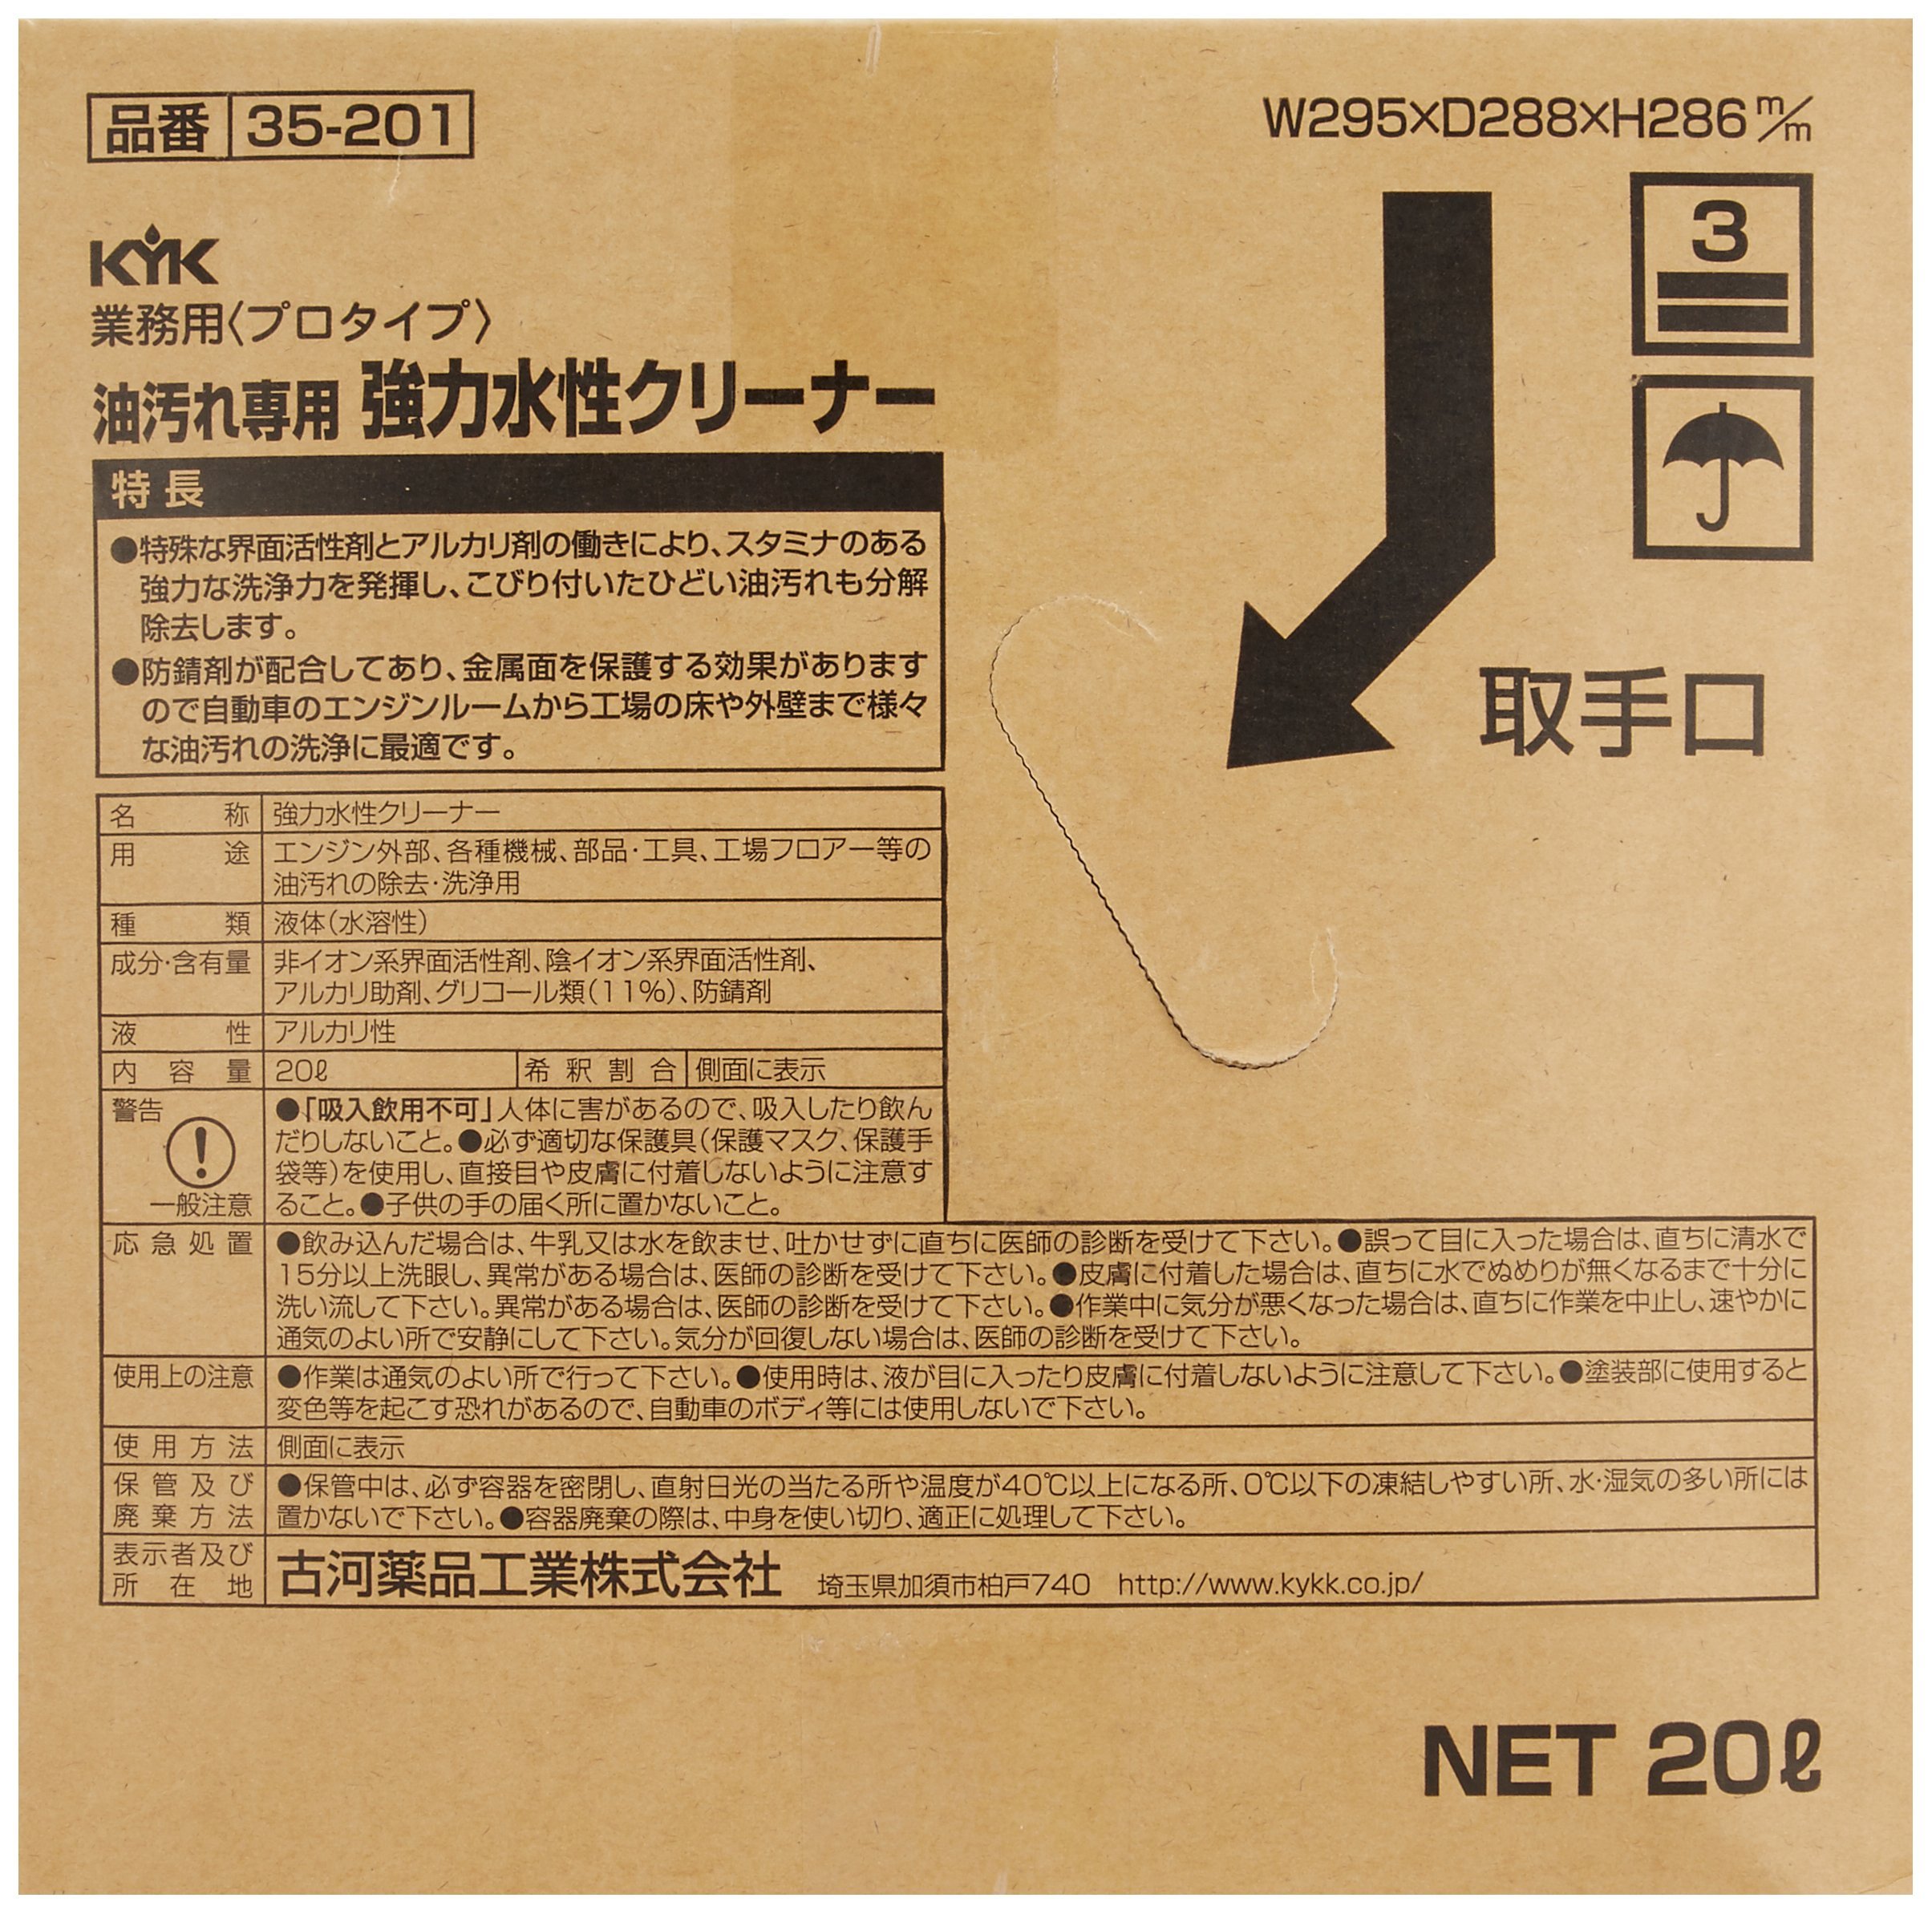 品番 35-201
W295×D288×H286 m/m
3
KYK
業務用〈プロタイプ〉
油汚れ専用 強力水性クリーナー
取手口
特長
●特殊な界面活性剤とアルカリ剤の働きにより、スタミナのある
強力な洗浄力を発揮し、こびり付いたひどい油汚れも分解
除去します。
●防錆剤が配合してあり、金属面を保護する効果があります
ので自動車のエンジンルームから工場の床や外壁まで様々
な油汚れの洗浄に最適です。
名称 強力水性クリーナー
用途 エンジン外部、各種機械、部品・工具、工場フロアー等の
油汚れの除去・洗浄用
種類 液体(水溶性)
成分・含有量 非イオン系界面活性剤、陰イオン系界面活性剤、
アルカリ助剤、グリコール類(11%)、防錆剤
液性 アルカリ性
内容量 20ℓ 希釈割合 側面に表示
警告 ●「吸入飲用不可」人体に害があるので、吸入したり飲ん
だりしないこと。●必ず適切な保護具(保護マスク、保護手
袋等)を使用し、直接目や皮膚に付着しないように注意す
一般注意 ること。●子供の手の届く所に置かないこと。
応急処置 ●飲み込んだ場合は、牛乳又は水を飲ませ、吐かせずに直ちに医師の診断を受けて下さい。●誤って目に入った場合は、直ちに清水で
15分以上洗眼し、異常がある場合は、医師の診断を受けて下さい。●皮膚に付着した場合は、直ちに水でぬめりが無くなるまで十分に
洗い流して下さい。異常がある場合は、医師の診断を受けて下さい。●作業中に気分が悪くなった場合は、直ちに作業を中止し、速やかに
通気のよい所で安静にして下さい。気分が回復しない場合は、医師の診断を受けて下さい。
使用上の注意 ●作業は通気のよい所で行って下さい。●使用時は、液が目に入ったり皮膚に付着しないように注意して下さい。●塗装部に使用すると
変色等を起こす恐れがあるので、自動車のボディ等には使用しないで下さい。
使用方法 側面に表示
保管及び ●保管中は、必ず容器を密閉し、直射日光の当たる所や温度が40℃以上になる所、0℃以下の凍結しやすい所、水・湿気の多い所には
廃棄方法 置かないで下さい。●容器廃棄の際は、中身を使い切り、適正に処理して下さい。
表示者及び
所在地 古河薬品工業株式会社 埼玉県加須市柏戸740 http://www.kykk.co.jp/
NET 20ℓ